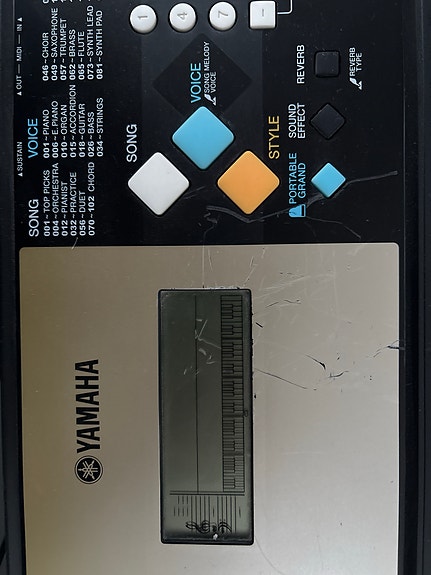 YAMAHA
▲SUSTAIN
▲OUT — MIDI — IN▲
SONG
001~ TOP PICKS
004~ ORCHESTRA
012~ PIANIST
032~ PRACTICE
056~ DUET
070~102 CHORD
VOICE
001~ PIANO
006~ E.PIANO
010~ ORGAN
015~ ACCORDION
018~ GUITAR
026~ BASS
034~ STRINGS
046~ CHOIR
049~ SAXOPHONE
057~ TRUMPET
062~ BRASS
065~ FLUTE
073~ SYNTH LEAD
081~ SYNTH PAD
SONG
VOICE
SONG MELODY
VOICE
STYLE
1
4
7
−
PORTABLE
GRAND
SOUND
EFFECT
REVERB
REVERB
TYPE